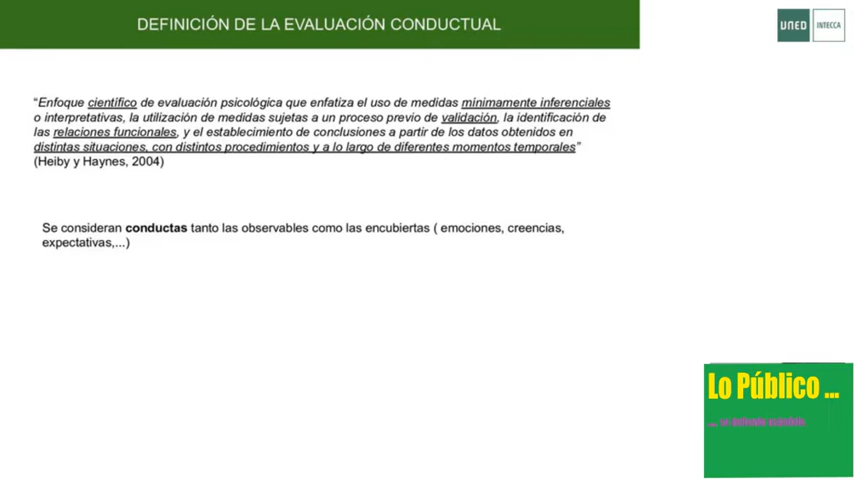 DEFINICIÓN DE LA EVALUACIÓN CONDUCTUAL
UNED
INTECCA
“Enfoque científico de evaluación psicológica que enfatiza el uso de medidas minimamente inferenciales
o interpretativas, la utilización de medidas sujetas a un proceso previo de validación, la identificación de
las relaciones funcionales, y el establecimiento de conclusiones a partir de los datos obtenidos en
distintas situaciones, con distintos procedimientos y a lo largo de diferentes momentos temporales”
(Heiby y Haynes, 2004)
Se consideran conductas tanto las observables como las encubiertas ( emociones, creencias,
expectativas,...)
Lo Público ...